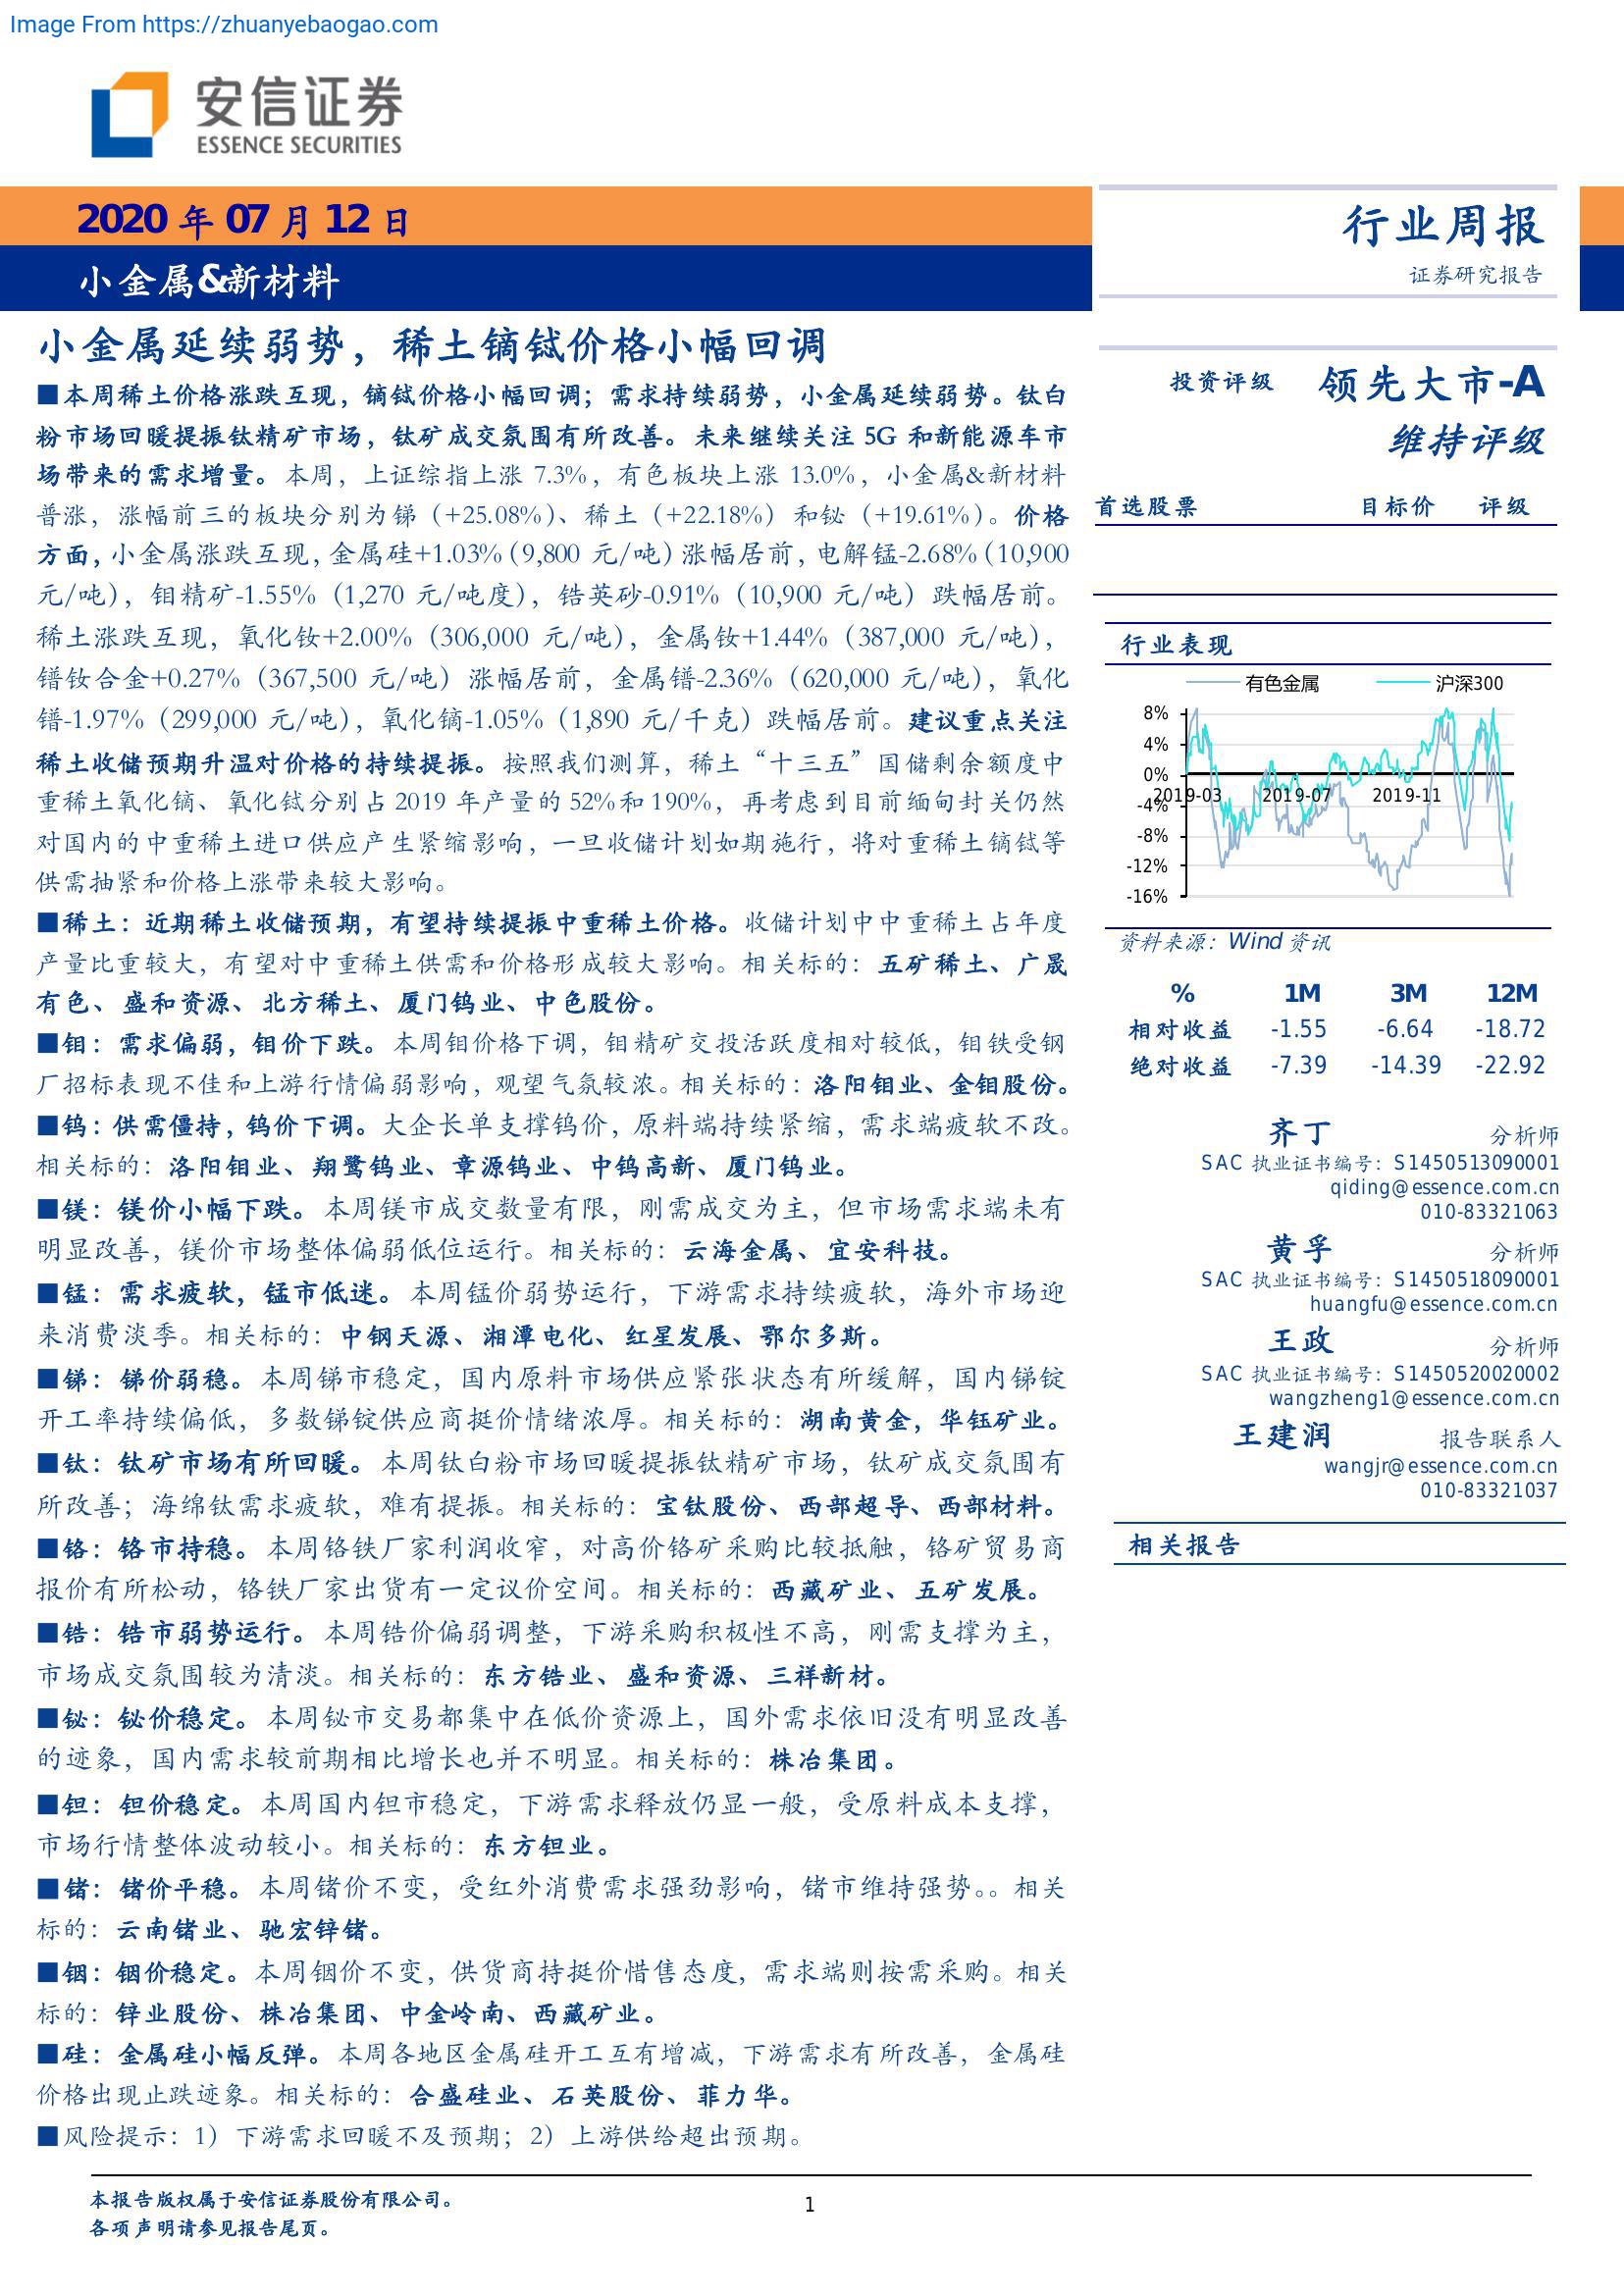 Image From https://zhuanyebaogao.com
安信证券
ESSENCE SECURITIES
2020 年 07 月 12 日
小金属&新材料
行业周报
证券研究报告
小金属延续弱势，稀土镝铽价格小幅回调
■本周稀土价格涨跌互现，镝铽价格小幅回调；需求持续弱势，小金属延续弱势。钛白
粉市场回暖提振钛精矿市场，钛矿成交氛围有所改善。未来继续关注 5G 和新能源车市
场带来的需求增量。本周，上证综指上涨 7.3%，有色板块上涨 13.0%，小金属&新材料
普涨，涨幅前三的板块分别为锑（+25.08%）、稀土（+22.18%）和铋（+19.61%）。价格
方面，小金属涨跌互现，金属硅+1.03%（9,800 元/吨）涨幅居前，电解锰-2.68%（10,900
元/吨），钼精矿-1.55%（1,270 元/吨度），锆英砂-0.91%（10,900 元/吨）跌幅居前。
稀土涨跌互现，氧化钕+2.00%（306,000 元/吨），金属钕+1.44%（387,000 元/吨），
镨钕合金+0.27%（367,500 元/吨）涨幅居前，金属镨-2.36%（620,000 元/吨），氧化
镨-1.97%（299,000 元/吨），氧化镝-1.05%（1,890 元/千克）跌幅居前。建议重点关注
稀土收储预期升温对价格的持续提振。按照我们测算，稀土“十三五”国储剩余额度中
重稀土氧化镝、氧化铽分别占 2019 年产量的 52%和 190%，再考虑到目前缅甸封关仍然
对国内的中重稀土进口供应产生紧缩影响，一旦收储计划如期施行，将对重稀土镝铽等
供需抽紧和价格上涨带来较大影响。
■稀土：近期稀土收储预期，有望持续提振中重稀土价格。收储计划中中重稀土占年度
产量比重较大，有望对中重稀土供需和价格形成较大影响。相关标的：五矿稀土、广晟
有色、盛和资源、北方稀土、厦门钨业、中色股份。
■钼：需求偏弱，钼价下跌。本周钼价格下调，钼精矿交投活跃度相对较低，钼铁受钢
厂招标表现不佳和上游行情偏弱影响，观望气氛较浓。相关标的：洛阳钼业、金钼股份。
■钨：供需僵持，钨价下调。大企长单支撑钨价，原料端持续紧缩，需求端疲软不改。
相关标的：洛阳钼业、翔鹭钨业、章源钨业、中钨高新、厦门钨业。
■镁：镁价小幅下跌。本周镁市成交数量有限，刚需成交为主，但市场需求端未有
明显改善，镁价市场整体偏弱低位运行。相关标的：云海金属、宜安科技。
■锰：需求疲软，锰市低迷。本周锰价弱势运行，下游需求持续疲软，海外市场迎
来消费淡季。相关标的：中钢天源、湘潭电化、红星发展、鄂尔多斯。
■锑：锑价弱稳。本周锑市稳定，国内原料市场供应紧张状态有所缓解，国内锑锭
开工率持续偏低，多数锑锭供应商挺价情绪浓厚。相关标的：湖南黄金，华钰矿业。
■钛：钛矿市场有所回暖。本周钛白粉市场回暖提振钛精矿市场，钛矿成交氛围有
所改善；海绵钛需求疲软，难有提振。相关标的：宝钛股份、西部超导、西部材料。
■铬：铬市持稳。本周铬铁厂家利润收窄，对高价铬矿采购比较抵触，铬矿贸易商
报价有所松动，铬铁厂家出货有一定议价空间。相关标的：西藏矿业、五矿发展。
■锆：锆市弱势运行。本周锆价偏弱调整，下游采购积极性不高，刚需支撑为主，
市场成交氛围较为清淡。相关标的：东方锆业、盛和资源、三祥新材。
■铋：铋价稳定。本周铋市交易都集中在低价资源上，国外需求依旧没有明显改善
的迹象，国内需求较前期相比增长也并不明显。相关标的：株冶集团。
■钽：钽价稳定。本周国内钽市稳定，下游需求释放仍显一般，受原料成本支撑，
市场行情整体波动较小。相关标的：东方钽业。
■锗：锗价平稳。本周锗价不变，受红外消费需求强劲影响，锗市维持强势。。相关
标的：云南锗业、驰宏锌锗。
■铟：铟价稳定。本周铟价不变，供货商持挺价惜售态度，需求端则按需采购。相关
标的：锌业股份、株冶集团、中金岭南、西藏矿业。
■硅：金属硅小幅反弹。本周各地区金属硅开工互有增减，下游需求有所改善，金属硅
价格出现止跌迹象。相关标的：合盛硅业、石英股份、菲力华。
■风险提示：1）下游需求回暖不及预期；2）上游供给超出预期。
投资评级 领先大市-A
维持评级
首选股票 目标价 评级
行业表现
有色金属 沪深300
8%
4%
0%
-4%
-8%
-12%
-16%
2019-03 2019-07 2019-11
资料来源：Wind 资讯
% 1M 3M 12M
相对收益 -1.55 -6.64 -18.72
绝对收益 -7.39 -14.39 -22.92
齐丁 分析师
SAC 执业证书编号：S1450513090001
qiding@essence.com.cn
010-83321063
黄孚 分析师
SAC 执业证书编号：S1450518090001
huangfu@essence.com.cn
王政 分析师
SAC 执业证书编号：S1450520020002
wangzheng1@essence.com.cn
王建润 报告联系人
wangjr@essence.com.cn
010-83321037
相关报告
本报告版权属于安信证券股份有限公司。
各项声明请参见报告尾页。
1